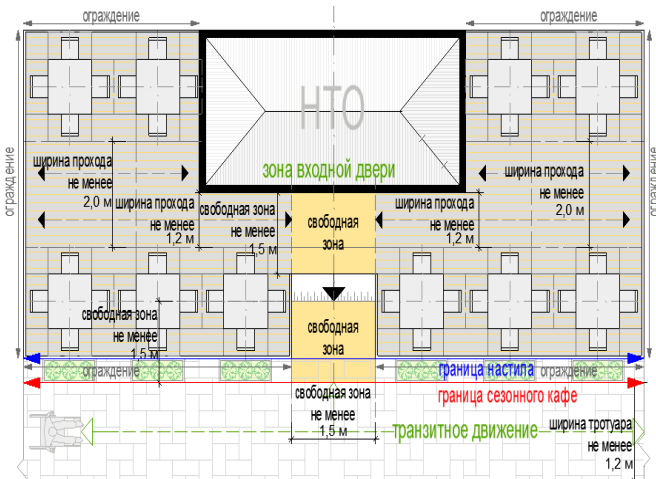 ограждение
ограждение
ограждение
ограждение
НТО
зона входной двери
ширина прохода
не менее
2,0 м
ширина прохода
не менее
1,2 м
свободная зона
не менее
1,5 м
свободная
зона
ширина прохода
не менее
1,2 м
ширина прохода
не менее
2,0 м
свободная зона
не менее
1,5 м
свободная
зона
ограждение
граница настила
ограждение
граница сезонного кафе
свободная зона
не менее
1,5 м
транзитное движение
ширина тротуара
не менее
1,2 м